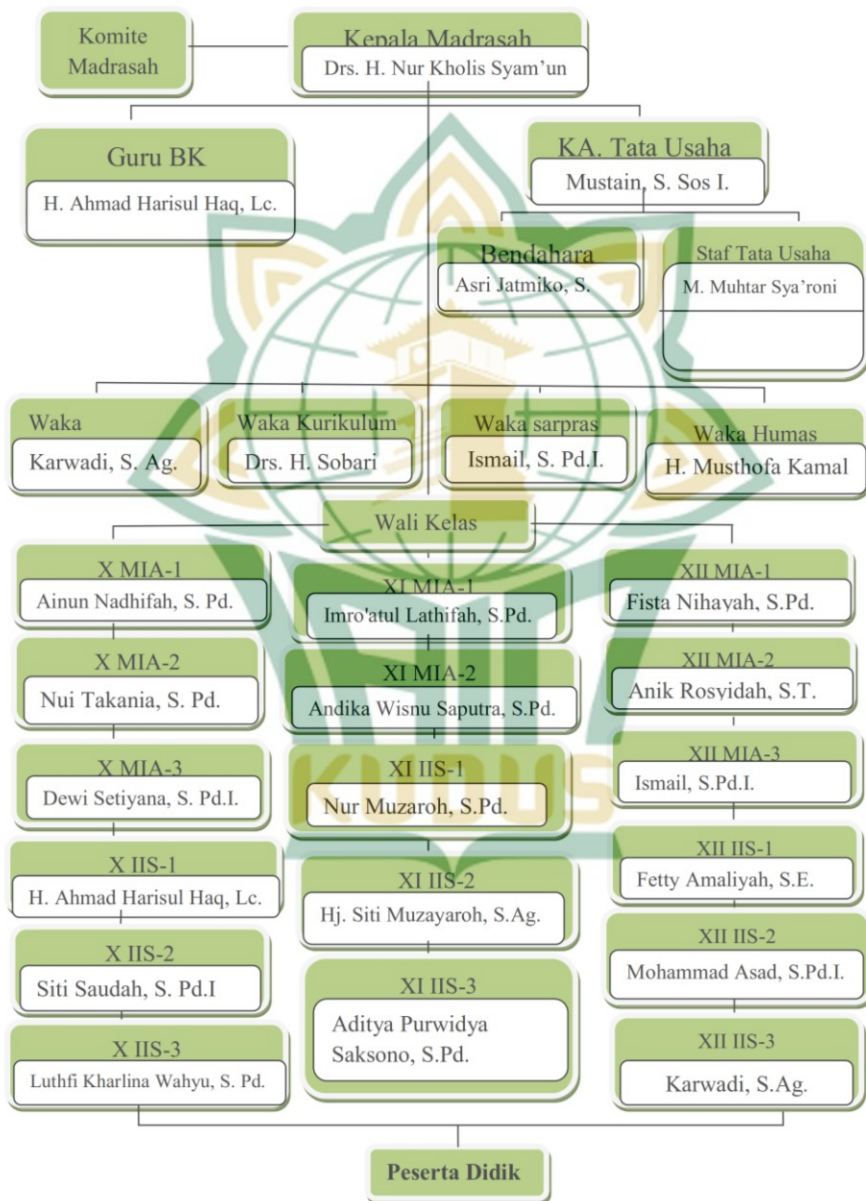 Komite
Madrasah
Kepala Madrasah
Drs. H. Nur Kholis Syam’un
Guru BK
H. Ahmad Harisul Haq, Lc.
KA. Tata Usaha
Mustain, S. Sos I.
Bendahara
Asri Jatmiko, S.
Staf Tata Usaha
M. Muhtar Sya’roni
Waka
Karwadi, S. Ag.
Waka Kurikulum
Drs. H. Sobari
Waka sarpras
Ismail, S. Pd.I.
Waka Humas
H. Musthofa Kamal
Wali Kelas
X MIA-1
Ainun Nadhifah, S. Pd.
X MIA-2
Nui Takania, S. Pd.
X MIA-3
Dewi Setiyana, S. Pd.I.
X IIS-1
H. Ahmad Harisul Haq, Lc.
X IIS-2
Siti Saudah, S. Pd.I
X IIS-3
Luthfi Kharlina Wahyu, S. Pd.
XI MIA-1
Imro'atul Lathifah, S.Pd.
XI MIA-2
Andika Wisnu Saputra, S.Pd.
XI IIS-1
Nur Muzaroh, S.Pd.
XI IIS-2
Hj. Siti Muzayaroh, S.Ag.
XI IIS-3
Aditya Purwidya
Saksono, S.Pd.
XII MIA-1
Fista Nihayah, S.Pd.
XII MIA-2
Anik Rosyidah, S.T.
XII MIA-3
Ismail, S.Pd.I.
XII IIS-1
Fetty Amaliyah, S.E.
XII IIS-2
Mohammad Asad, S.Pd.I.
XII IIS-3
Karwadi, S.Ag.
Peserta Didik
KUDUS